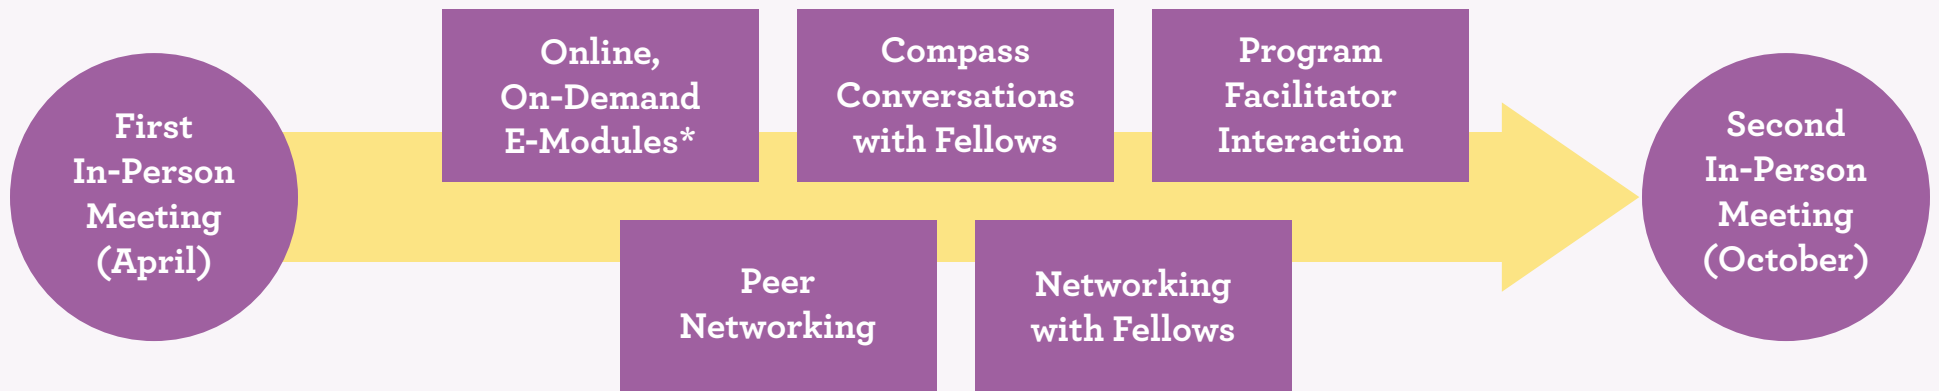 First
In-Person
Meeting
(April)
Online,
On-Demand
E-Modules*
Compass
Conversations
with Fellows
Program
Facilitator
Interaction
Peer
Networking
Networking
with Fellows
Second
In-Person
Meeting
(October)